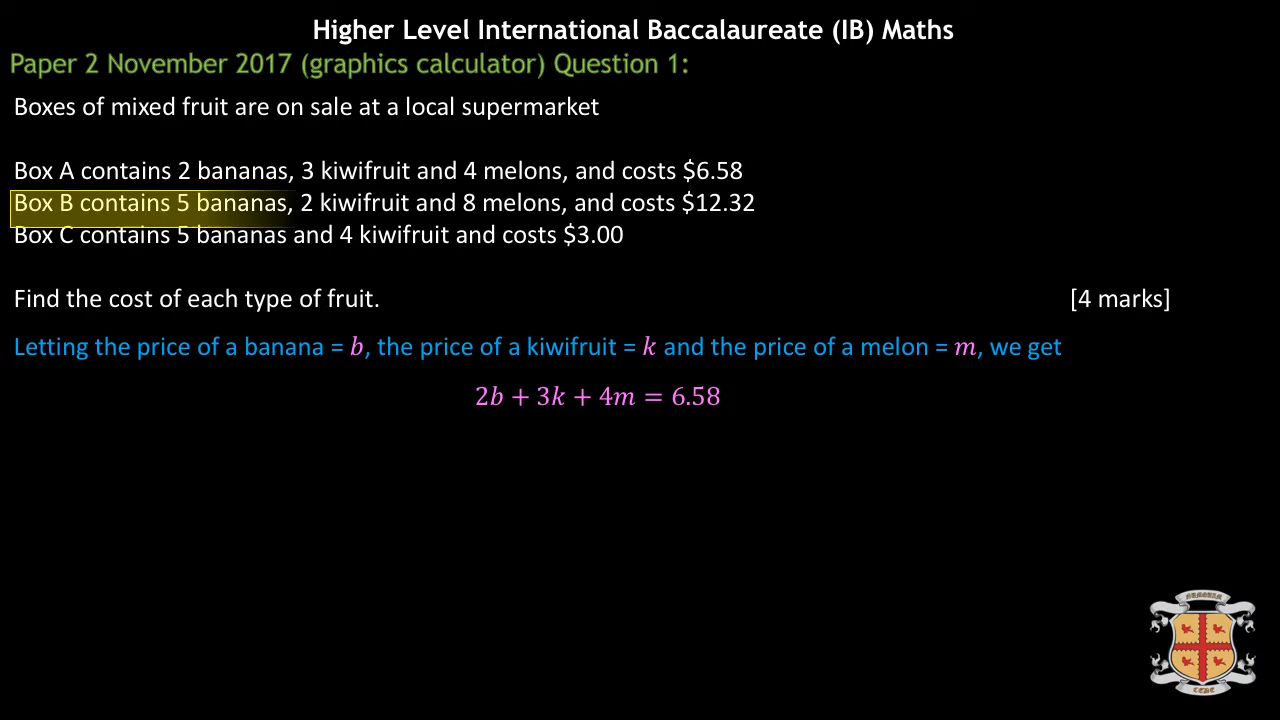 Higher Level International Baccalaureate (IB) Maths
Paper 2 November 2017 (graphics calculator) Question 1:
Boxes of mixed fruit are on sale at a local supermarket
Box A contains 2 bananas, 3 kiwifruit and 4 melons, and costs $6.58
Box B contains 5 bananas, 2 kiwifruit and 8 melons, and costs $12.32
Box C contains 5 bananas and 4 kiwifruit and costs $3.00
Find the cost of each type of fruit. [4 marks]
Letting the price of a banana = b, the price of a kiwifruit = k and the price of a melon = m, we get
2b + 3k + 4m = 6.58
NUMQUAM
CEDE